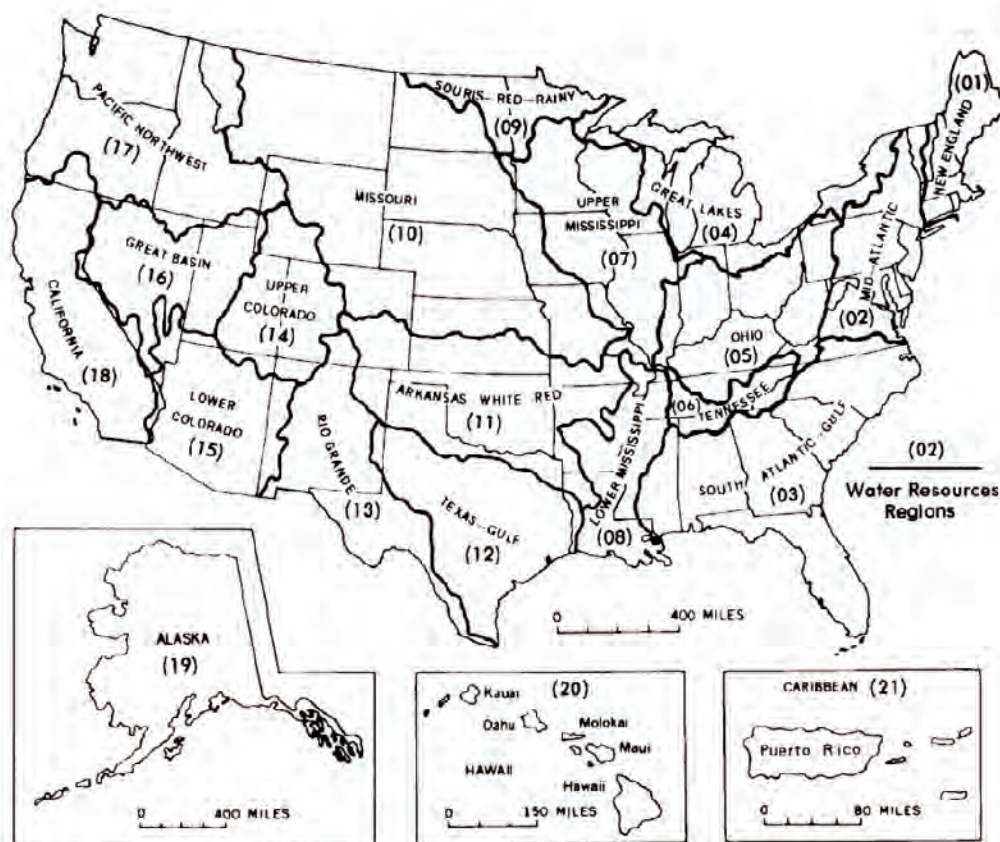 SOURIS-RED-RAINY
(09)
(01)
NEW ENGLAND
PACIFIC NORTHWEST
(17)
MISSOURI
(10)
UPPER
MISSISSIPPI
(07)
GREAT LAKES
(04)
MID-ATLANTIC
(02)
GREAT BASIN
(16)
UPPER
COLORADO
(14)
CALIFORNIA
(18)
OHIO
(05)
(06)
TENNESSEE
ARKANSAS WHITE RED
(11)
LOWER
COLORADO
(15)
RIO GRANDE
(13)
TEXAS-GULF
(12)
LOWER MISSISSIPPI
(08)
SOUTH ATLANTIC-GULF
(03)
(02)
Water Resources
Regions
0 400 MILES
ALASKA
(19)
0 400 MILES
Kauai (20)
Oahu Molokai
Maui
HAWAII
Hawaii
0 150 MILES
CARIBBEAN (21)
Puerto Rico
0 80 MILES